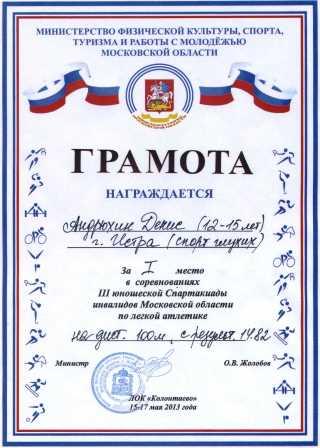 МИНИСТЕРСТВО ФИЗИЧЕСКОЙ КУЛЬТУРЫ, СПОРТА,
ТУРИЗМА И РАБОТЫ С МОЛОДЁЖЬЮ
МОСКОВСКОЙ ОБЛАСТИ
ГРАМОТА
НАГРАЖДАЕТСЯ
Андрюхин Денис (12-15 лет)
г. Истра (спорт глухих)
За I место
в соревнованиях
III юношеской Спартакиады
инвалидов Московской области
по легкой атлетике
на дист. 100м, с результ. 14.82
Министр О.В. Жолобов
ЛОК «Колонтаево»
15-17 мая 2013 года